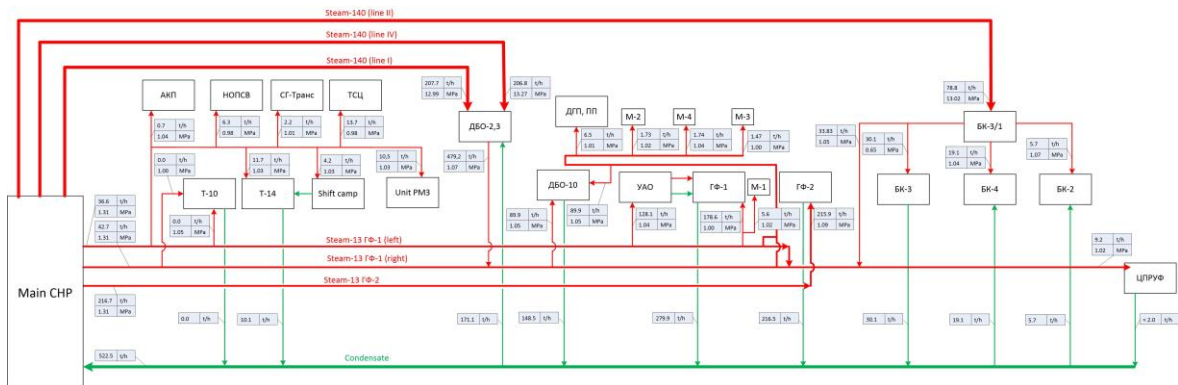 Steam-140 (line II)
Steam-140 (line IV)
Steam-140 (line I)
207.7 t/h
12.99 MPa
206.8 t/h
13.27 MPa
78.8 t/h
13.02 MPa
АКП
НОПСВ
СГ-Транс
ТСЦ
ДБО-2,3
ДГП, ПП
М-2
М-4
М-3
БК-3/1
0.7 t/h
1.04 MPa
6.3 t/h
0.98 MPa
2.2 t/h
1.01 MPa
13.7 t/h
0.98 MPa
6.5 t/h
1.01 MPa
1.73 t/h
1.02 MPa
1.74 t/h
1.04 MPa
1.47 t/h
1.00 MPa
33.83 t/h
1.05 MPa
30.1 t/h
0.65 MPa
19.1 t/h
1.04 MPa
5.7 t/h
1.07 MPa
0.0 t/h
1.00 MPa
11.7 t/h
1.03 MPa
4.2 t/h
1.03 MPa
10.5 t/h
1.03 MPa
479.2 t/h
1.07 MPa
Т-10
Т-14
Shift camp
Unit РМЗ
ДБО-10
УАО
ГФ-1
М-1
ГФ-2
БК-3
БК-4
БК-2
36.6 t/h
1.31 MPa
42.7 t/h
1.31 MPa
0.0 t/h
1.05 MPa
89.9 t/h
1.05 MPa
89.9 t/h
1.05 MPa
128.1 t/h
1.04 MPa
178.6 t/h
1.00 MPa
5.6 t/h
1.02 MPa
215.9 t/h
1.09 MPa
Steam-13 ГФ-1 (left)
Steam-13 ГФ-1 (right)
9.2 t/h
1.02 MPa
Steam-13 ГФ-2
Main CHP
ЦПРУФ
216.7 t/h
1.31 MPa
0.0 t/h
10.1 t/h
171.1 t/h
148.5 t/h
279.9 t/h
216.5 t/h
30.1 t/h
19.1 t/h
5.7 t/h
≈ 2.0 t/h
522.5 t/h
Condensate